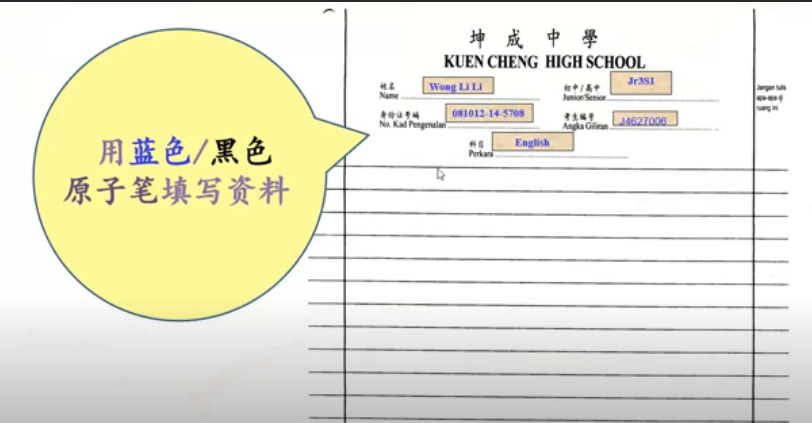 用蓝色/黑色
原子笔填写资料
坤成中學
KUEN CHENG HIGH SCHOOL
姓名 Wong Li Li
Name
初中/高中 Jr3S1
Junior/Senior
身份证号码 081012-14-5708
No. Kad Pengenalan
考生编号 J4627006
Angka Giliran
科目 English
Perkara
Jangan tulis
apa-apa di
ruang ini